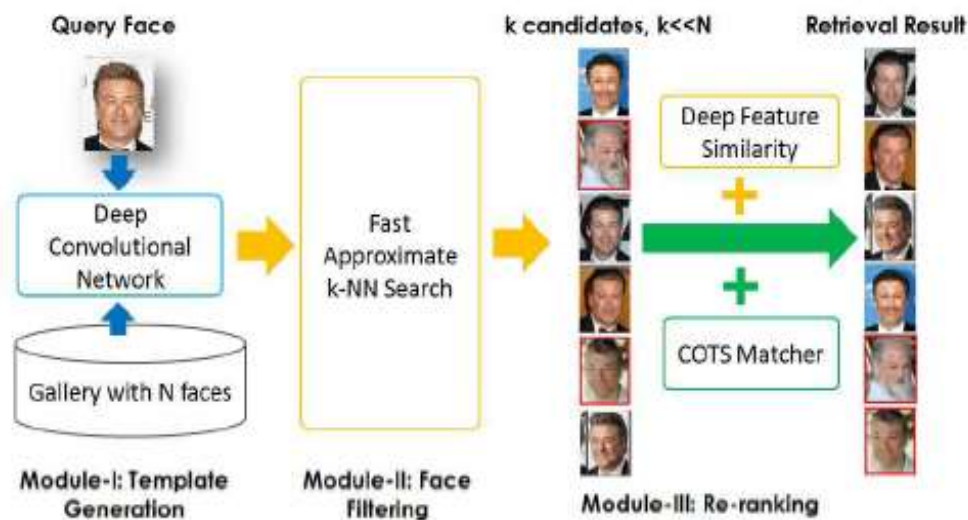 Query Face
k candidates, k<<N
Retrieval Result
Deep
Convolutional
Network
Fast
Approximate
k-NN Search
Deep Feature
Similarity
COTS Matcher
Gallery with N faces
Module-I: Template
Generation
Module-II: Face
Filtering
Module-III: Re-ranking